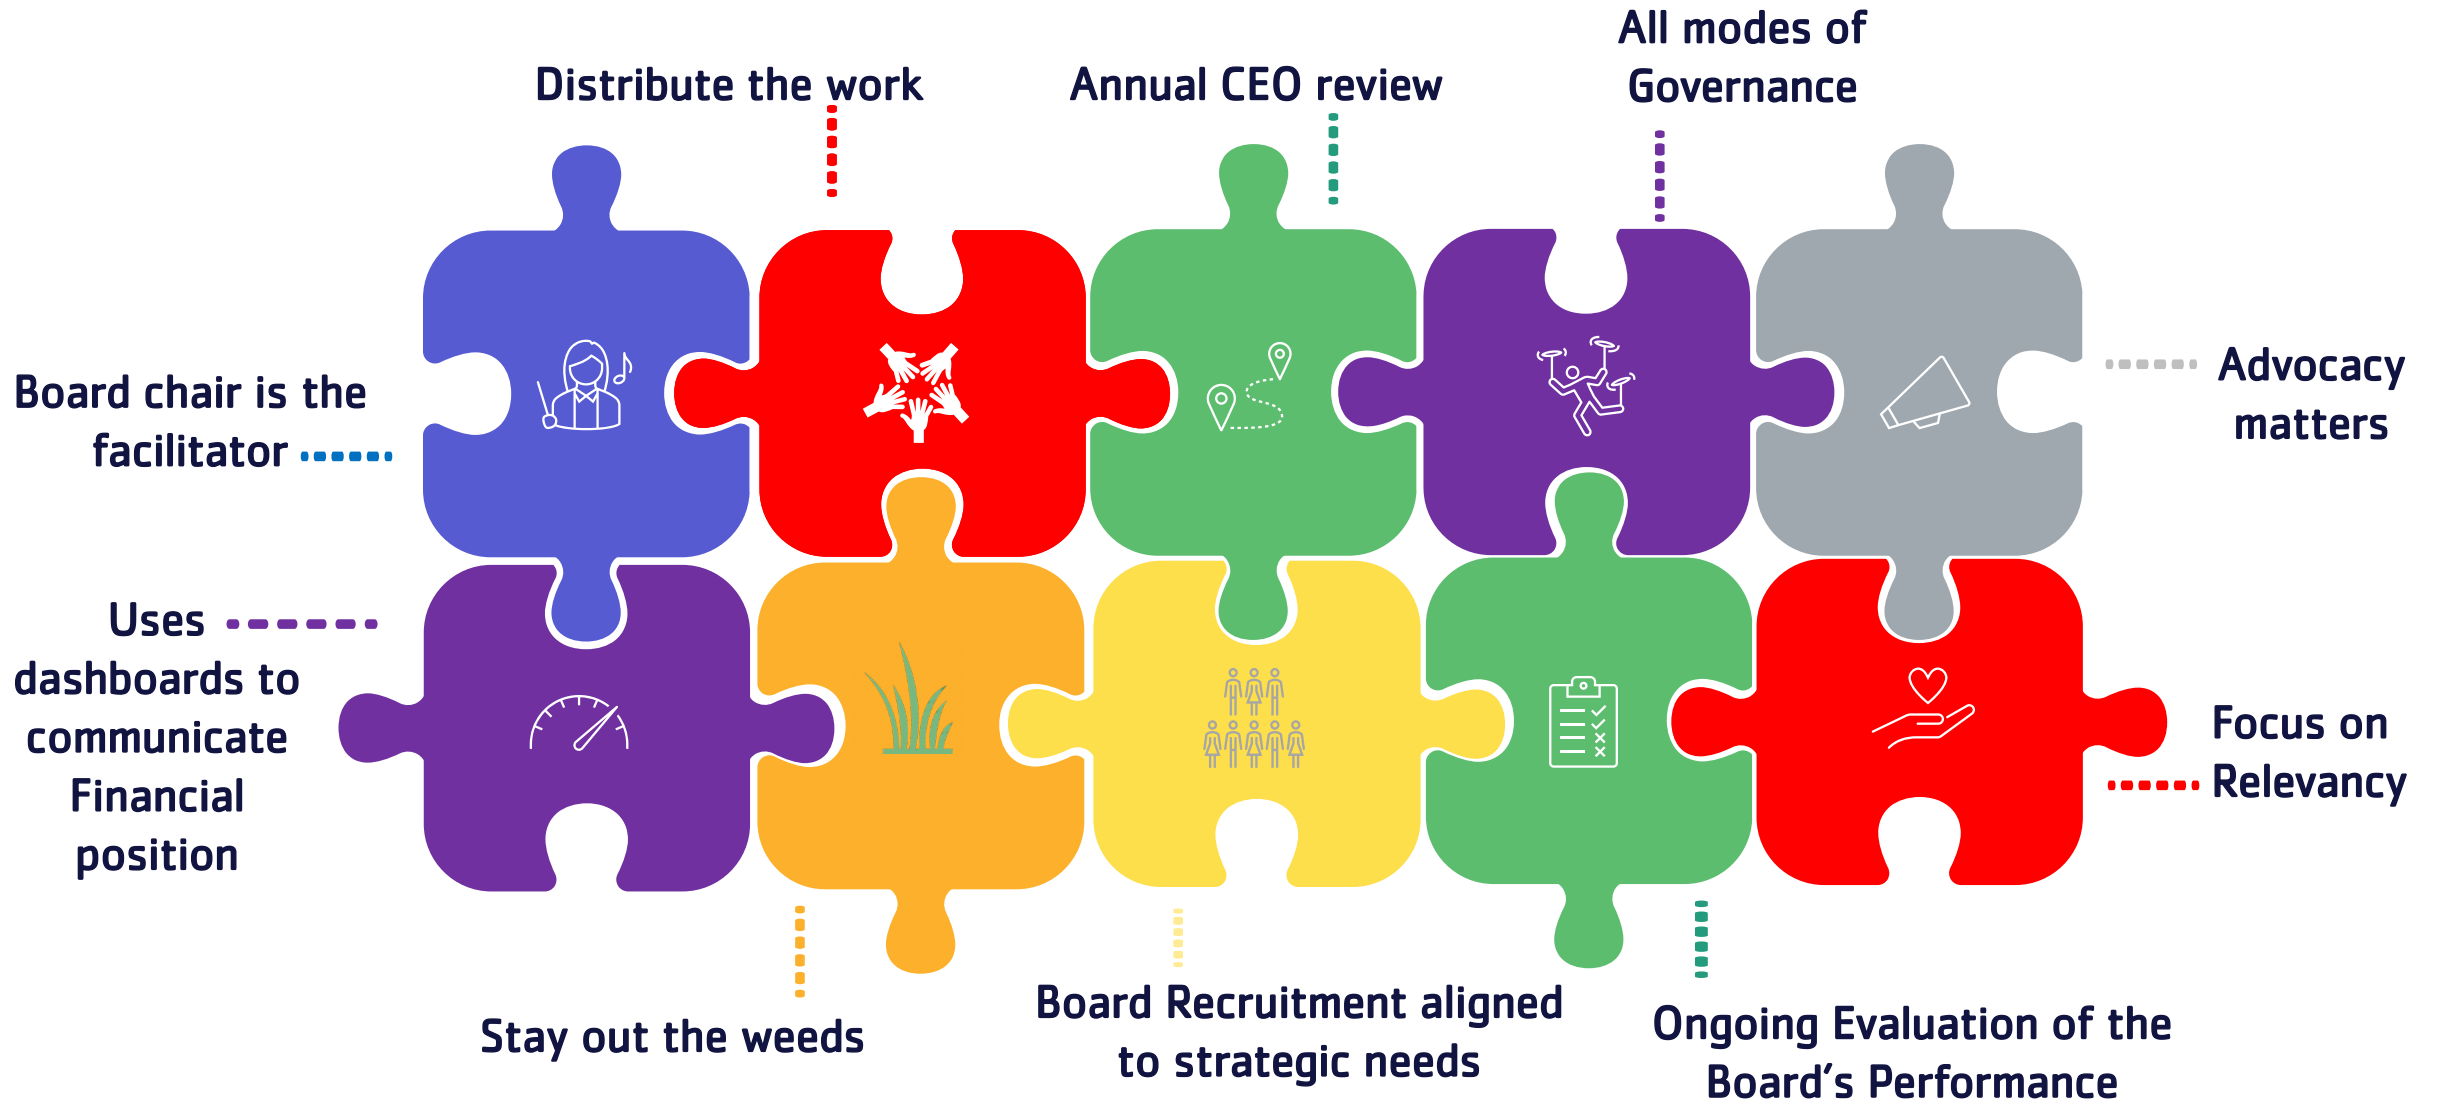 Distribute the work
Annual CEO review
All modes of
Governance
Board chair is the
facilitator
Advocacy
matters
Uses
dashboards to
communicate
Financial
position
Focus on
Relevancy
Stay out the weeds
Board Recruitment aligned
to strategic needs
Ongoing Evaluation of the
Board's Performance